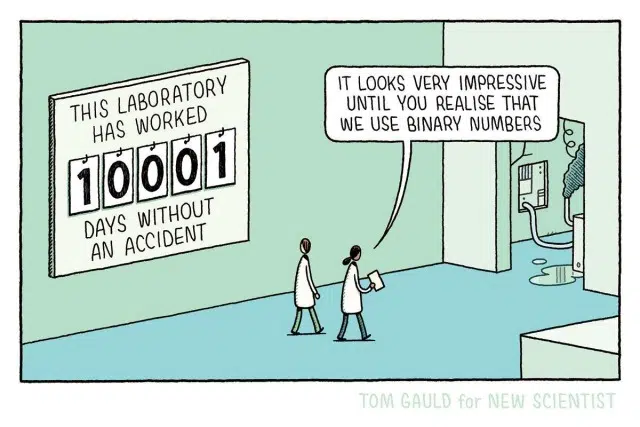 THIS LABORATORY
HAS WORKED
10001
DAYS WITHOUT
AN ACCIDENT
IT LOOKS VERY IMPRESSIVE
UNTIL YOU REALISE THAT
WE USE BINARY NUMBERS
TOM GAULD for NEW SCIENTIST